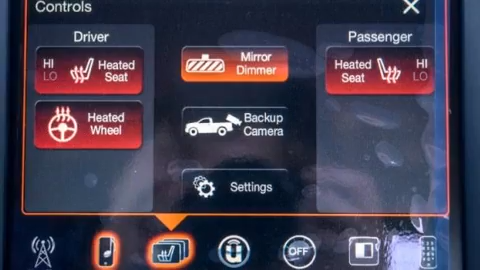 Controls
Driver
Passenger
HI
LO
Heated
Seat
Mirror
Dimmer
Heated
Seat
HI
LO
Heated
Wheel
Backup
Camera
Settings
OFF